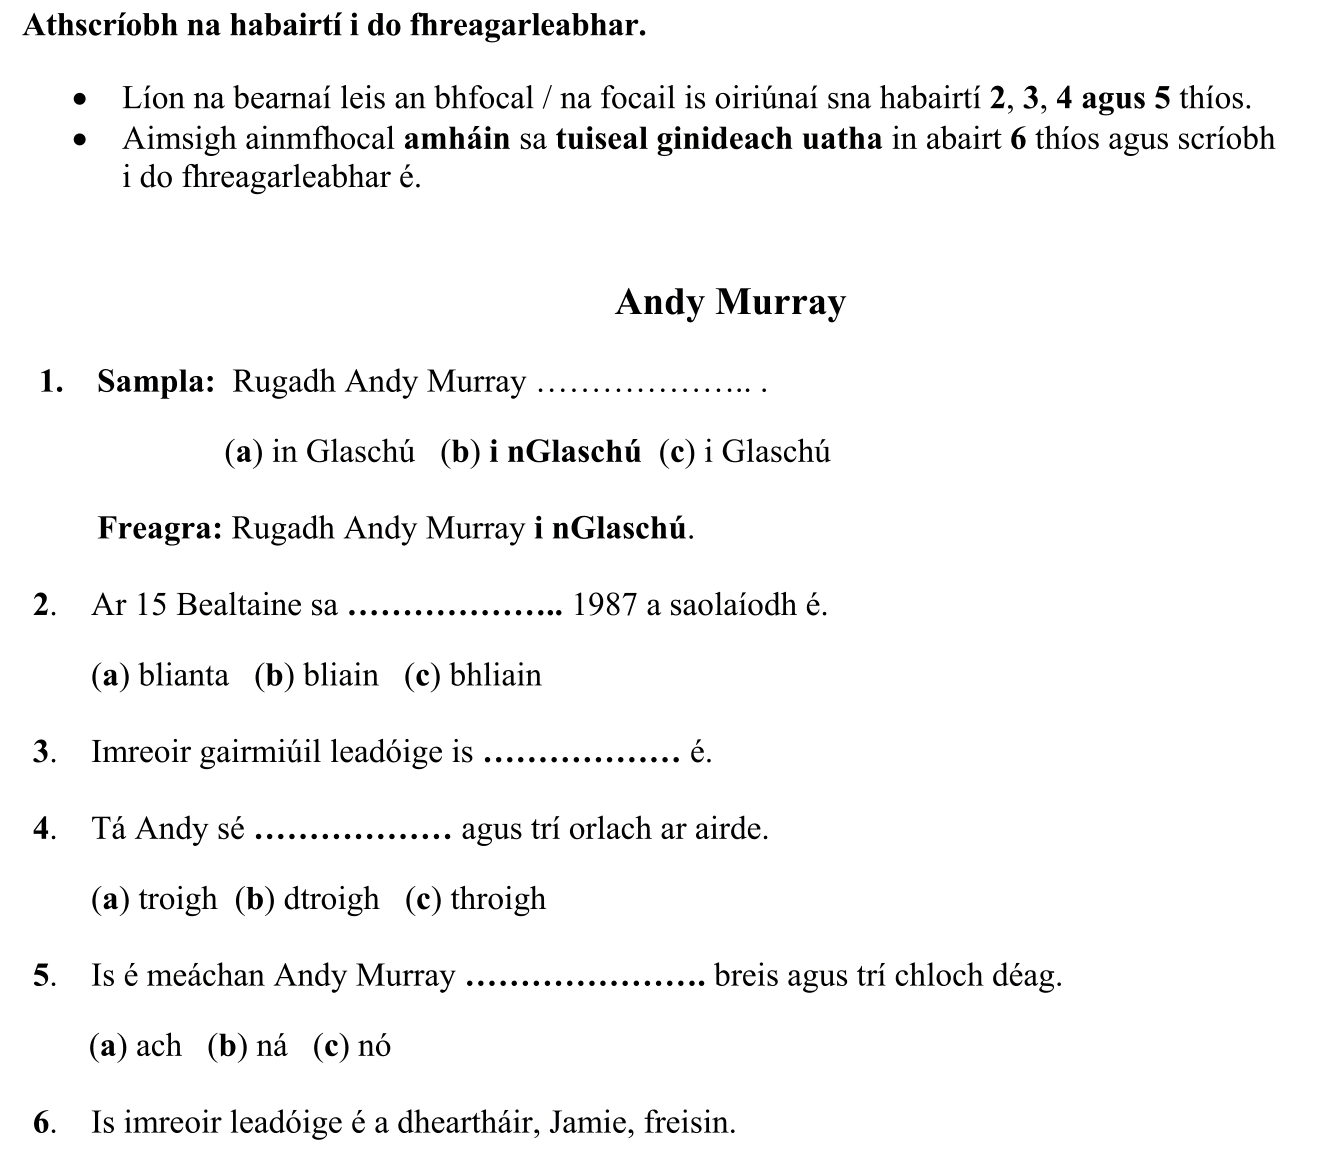 Athscríobh na habairtí i do fhreagarleabhar.
• Líon na bearnaí leis an bhfocal / na focail is oiriúnaí sna habairtí 2, 3, 4 agus 5 thíos.
• Aimsigh ainmfhocal amháin sa tuiseal ginideach uatha in abairt 6 thíos agus scríobh
i do fhreagarleabhar é.
Andy Murray
1. Sampla: Rugadh Andy Murray ………………….. .
(a) in Glaschú (b) i nGlaschú (c) i Glaschú
Freagra: Rugadh Andy Murray i nGlaschú.
2. Ar 15 Bealtaine sa ………………….. 1987 a saolaíodh é.
(a) blianta (b) bliain (c) bhliain
3. Imreoir gairmiúil leadóige is ………………… é.
4. Tá Andy sé ………………… agus trí orlach ar airde.
(a) troigh (b) dtroigh (c) throigh
5. Is é meáchan Andy Murray …………………….. breis agus trí chloch déag.
(a) ach (b) ná (c) nó
6. Is imreoir leadóige é a dheartháir, Jamie, freisin.